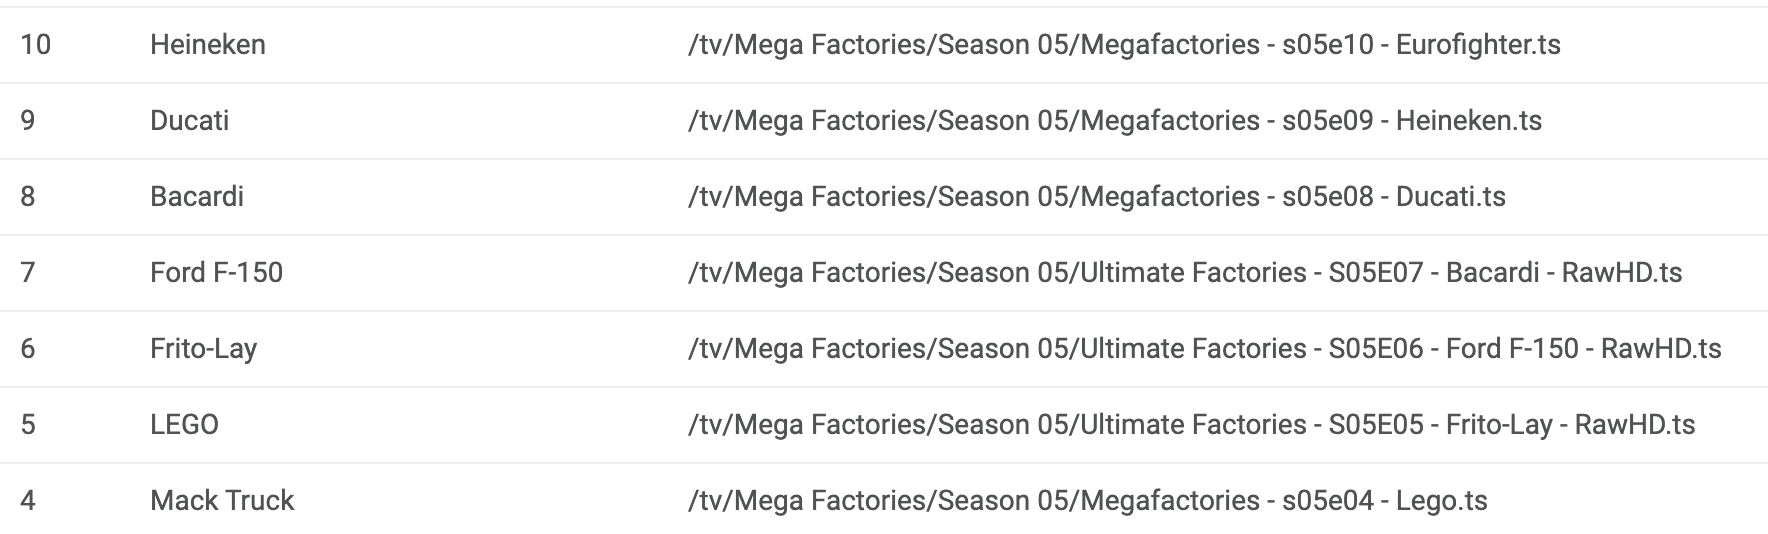 10 Heineken /tv/Mega Factories/Season 05/Megafactories - s05e10 - Eurofighter.ts
9 Ducati /tv/Mega Factories/Season 05/Megafactories - s05e09 - Heineken.ts
8 Bacardi /tv/Mega Factories/Season 05/Megafactories - s05e08 - Ducati.ts
7 Ford F-150 /tv/Mega Factories/Season 05/Ultimate Factories - S05E07 - Bacardi - RawHD.ts
6 Frito-Lay /tv/Mega Factories/Season 05/Ultimate Factories - S05E06 - Ford F-150 - RawHD.ts
5 LEGO /tv/Mega Factories/Season 05/Ultimate Factories - S05E05 - Frito-Lay - RawHD.ts
4 Mack Truck /tv/Mega Factories/Season 05/Megafactories - s05e04 - Lego.ts